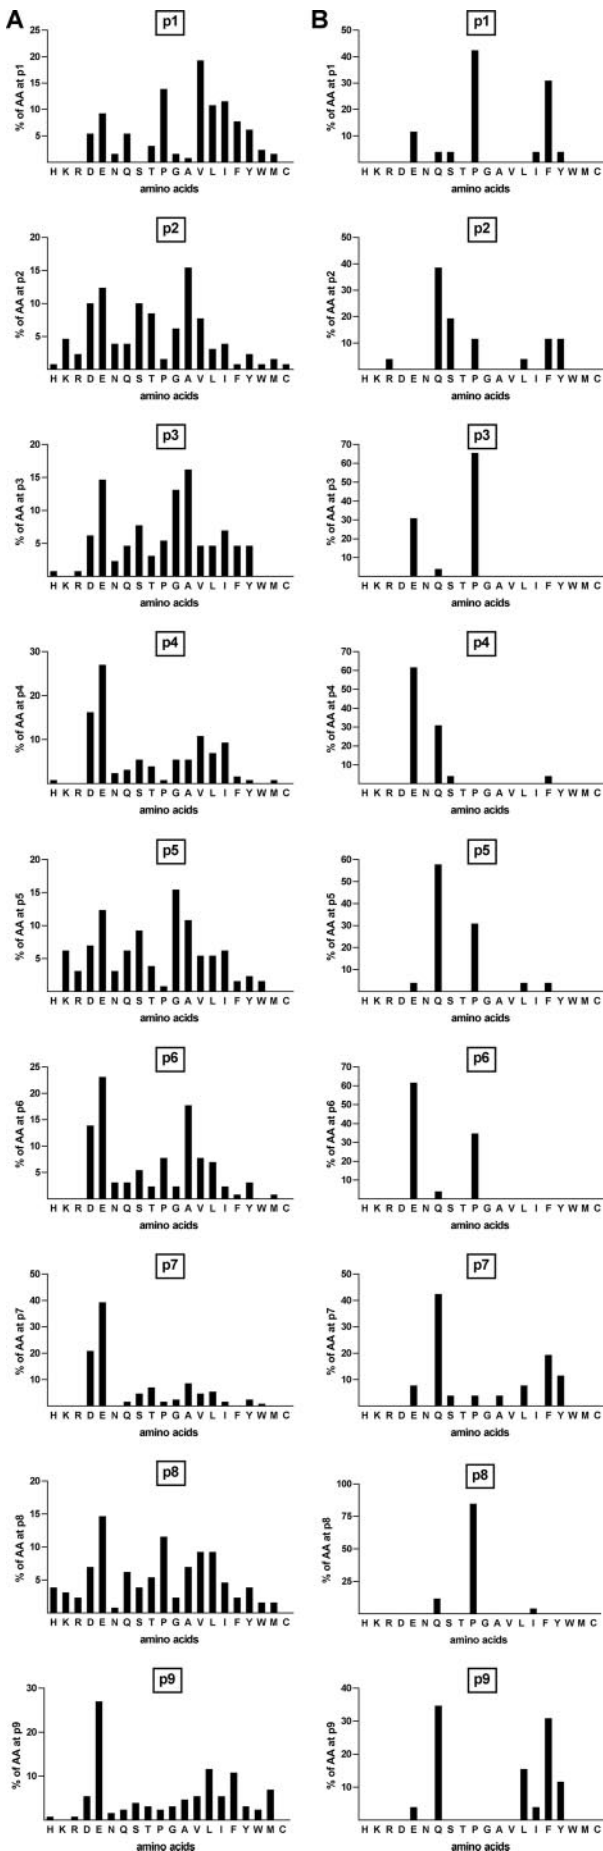 A
p1
% of AA at p1
25
20
15
10
5
H K R D E N Q S T P G A V L I F Y W M C
amino acids
B
p1
% of AA at p1
50
40
30
20
10
H K R D E N Q S T P G A V L I F Y W M C
amino acids
p2
% of AA at p2
20
15
10
5
H K R D E N Q S T P G A V L I F Y W M C
amino acids
p2
% of AA at p2
50
40
30
20
10
H K R D E N Q S T P G A V L I F Y W M C
amino acids
p3
% of AA at p3
20
15
10
5
H K R D E N Q S T P G A V L I F Y W M C
amino acids
p3
% of AA at p3
70
60
50
40
30
20
10
H K R D E N Q S T P G A V L I F Y W M C
amino acids
p4
% of AA at p4
30
20
10
H K R D E N Q S T P G A V L I F Y W M C
amino acids
p4
% of AA at p4
70
60
50
40
30
20
10
H K R D E N Q S T P G A V L I F Y W M C
amino acids
p5
% of AA at p5
20
15
10
5
H K R D E N Q S T P G A V L I F Y W M C
amino acids
p5
% of AA at p5
60
50
40
30
20
10
H K R D E N Q S T P G A V L I F Y W M C
amino acids
p6
% of AA at p6
25
20
15
10
5
H K R D E N Q S T P G A V L I F Y W M C
amino acids
p6
% of AA at p6
70
60
50
40
30
20
10
H K R D E N Q S T P G A V L I F Y W M C
amino acids
p7
% of AA at p7
50
40
30
20
10
H K R D E N Q S T P G A V L I F Y W M C
amino acids
p7
% of AA at p7
50
40
30
20
10
H K R D E N Q S T P G A V L I F Y W M C
amino acids
p8
% of AA at p8
20
15
10
5
H K R D E N Q S T P G A V L I F Y W M C
amino acids
p8
% of AA at p8
100
75
50
25
H K R D E N Q S T P G A V L I F Y W M C
amino acids
p9
% of AA at p9
30
20
10
H K R D E N Q S T P G A V L I F Y W M C
amino acids
p9
% of AA at p9
40
30
20
10
H K R D E N Q S T P G A V L I F Y W M C
amino acids